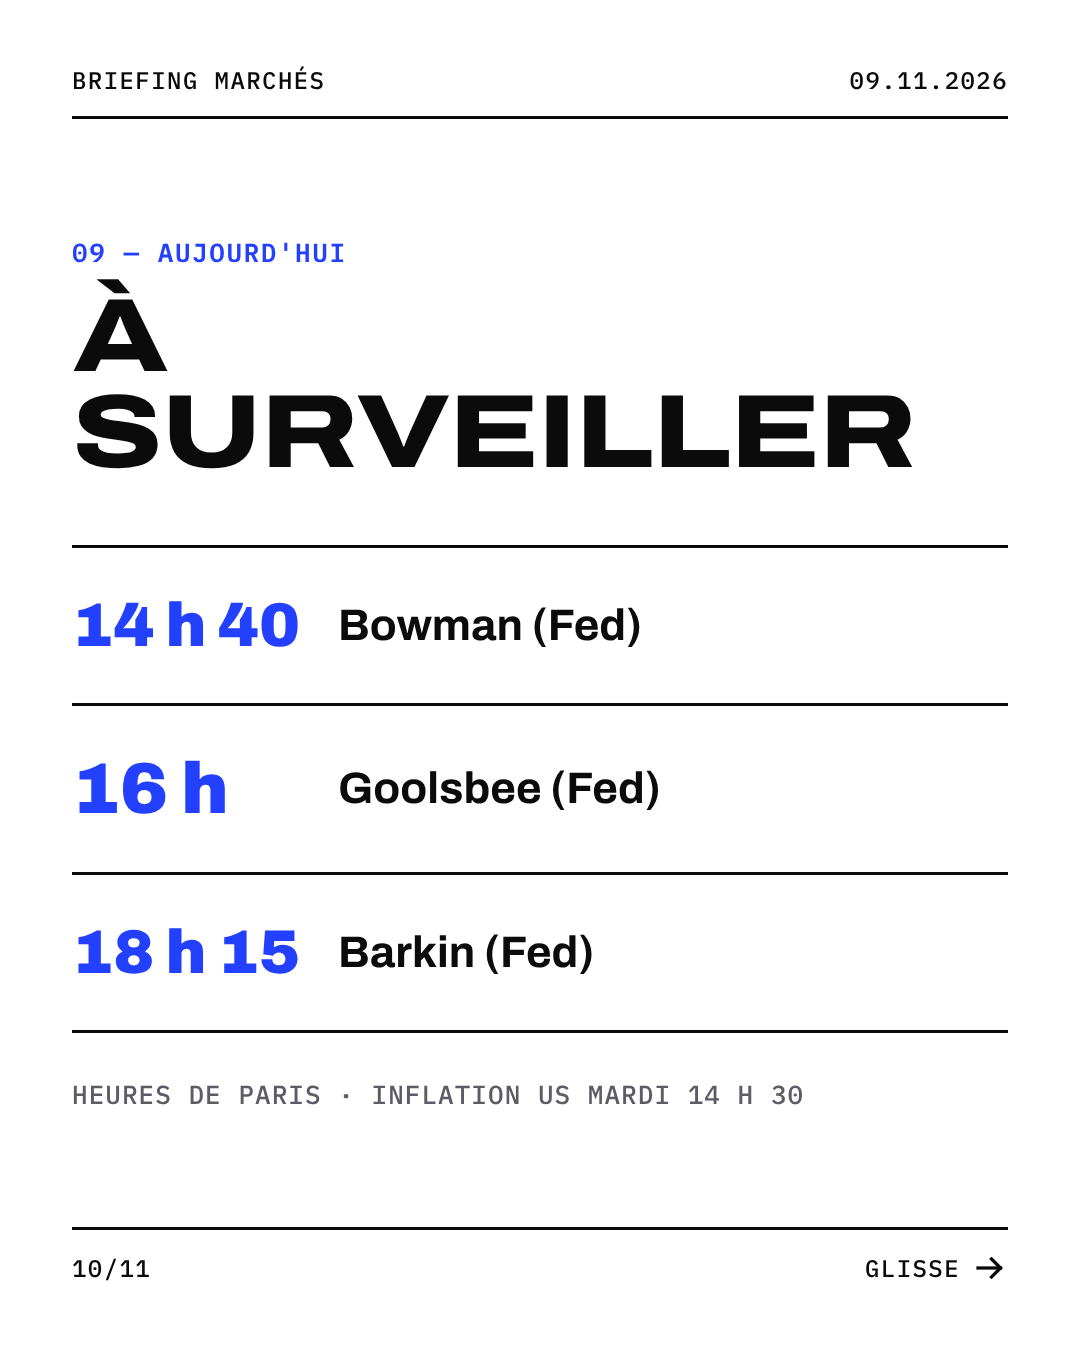 BRIEFING MARCHÉS 09.11.2026
09 — AUJOURD'HUI
À
SURVEILLER
14 h 40 Bowman (Fed)
16 h Goolsbee (Fed)
18 h 15 Barkin (Fed)
HEURES DE PARIS · INFLATION US MARDI 14 H 30
10/11 GLISSE →